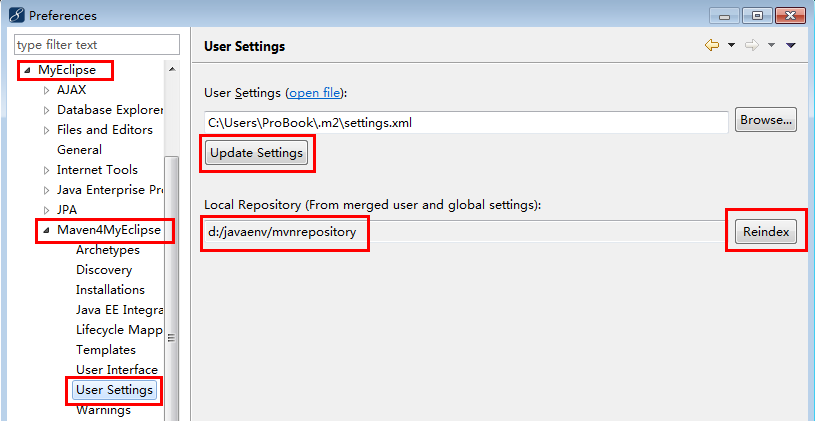 Preferences
type filter text
MyEclipse
AJAX
Database Explorer
Files and Editors
General
Internet Tools
Java Enterprise Pro
JPA
Maven4MyEclipse
Archetypes
Discovery
Installations
Java EE Integra
Lifecycle Mapp
Templates
User Interface
User Settings
Warnings
User Settings
User Settings (open file):
C:\Users\ProBook\.m2\settings.xml
Browse...
Update Settings
Local Repository (From merged user and global settings):
d:/javaenv/mvnrepository
Reindex